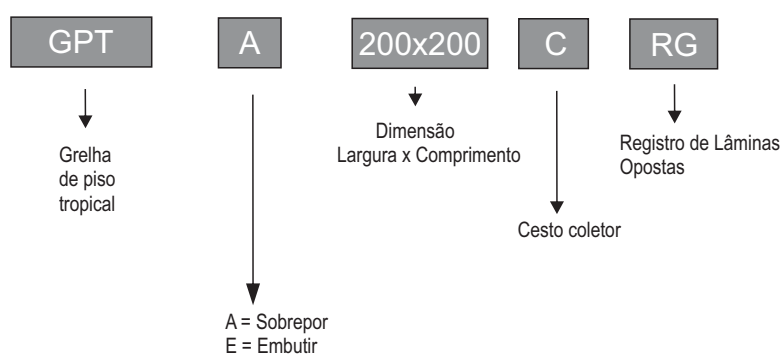 GPT A 200x200 C RG
Grelha
de piso
tropical
Dimensão
Largura x Comprimento
Registro de Lâminas
Opostas
Cesto coletor
A = Sobrepor
E = Embutir